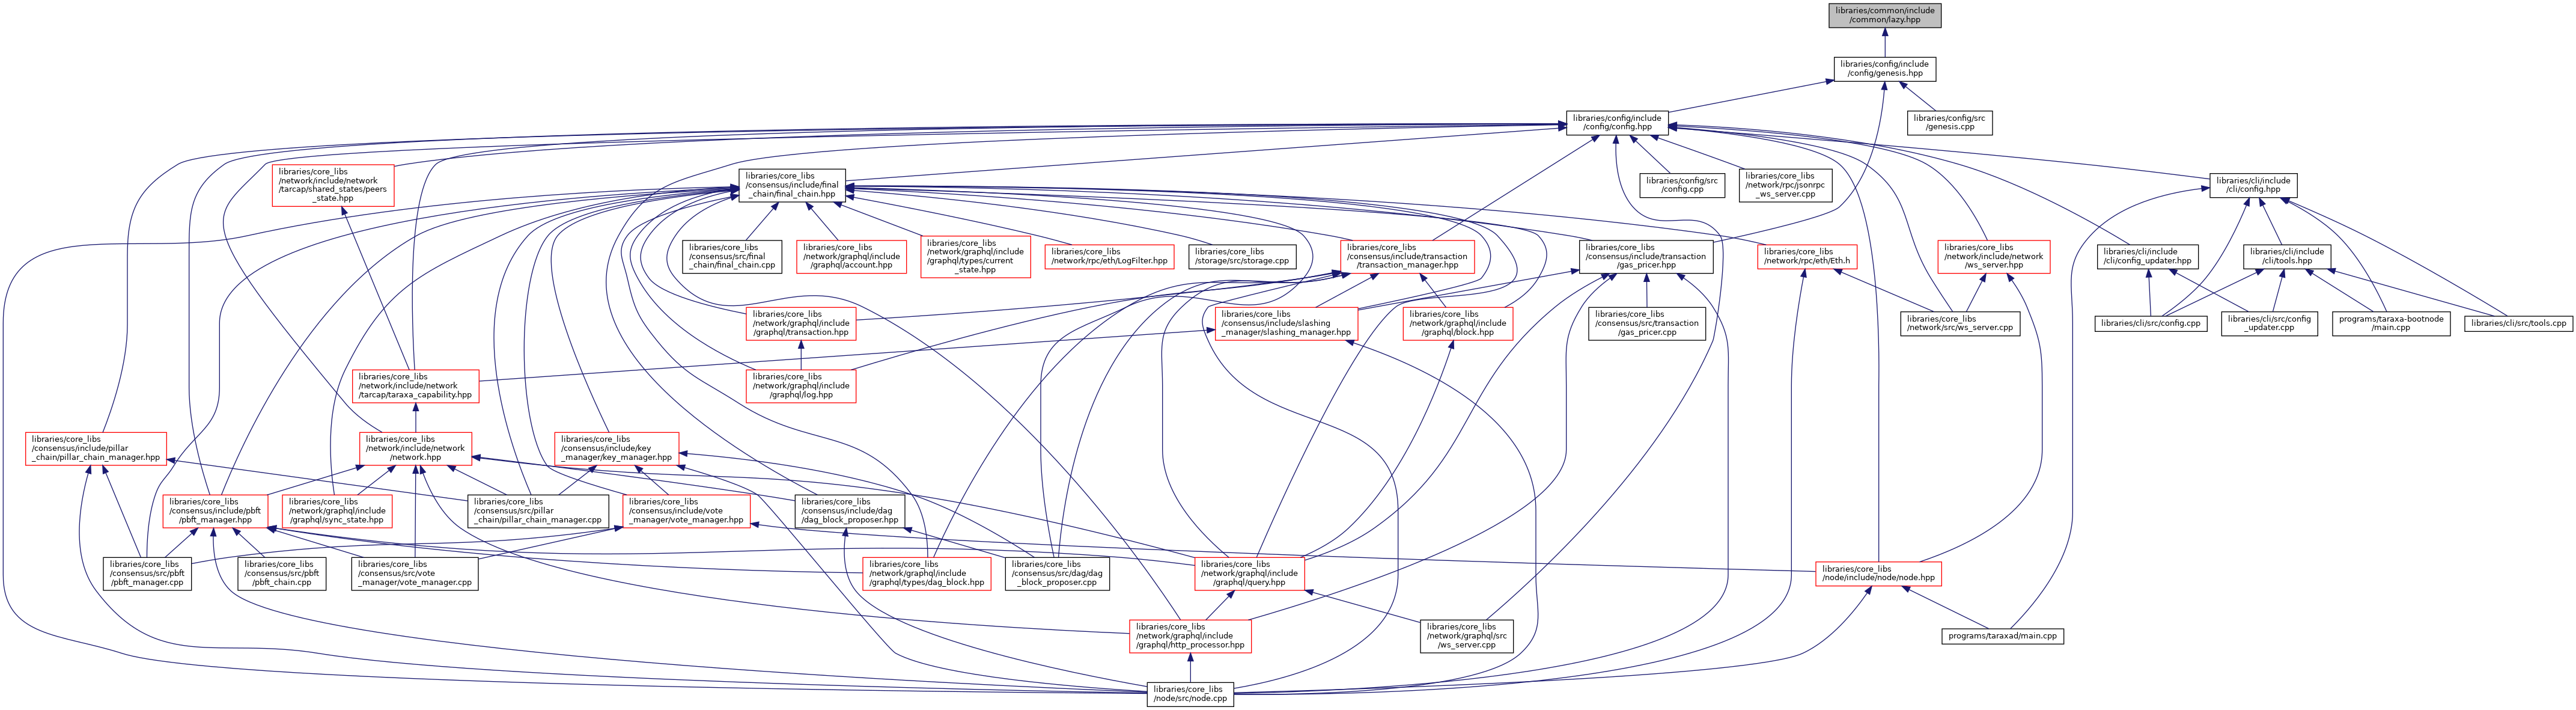 libraries/common/include
/common/lazy.hpp
libraries/config/include
/config/genesis.hpp
libraries/config/include
/config/config.hpp
libraries/config/src
/genesis.cpp
libraries/core_libs
/network/include/network
/tarcap/shared_states/peers
_state.hpp
libraries/core_libs
/consensus/include/final
_chain/final_chain.hpp
libraries/config/src
/config.cpp
libraries/core_libs
/network/rpc/jsonrpc
_ws_server.cpp
libraries/cli/include
/cli/config.hpp
libraries/core_libs
/consensus/src/final
_chain/final_chain.cpp
libraries/core_libs
/network/graphql/include
/graphql/account.hpp
libraries/core_libs
/network/graphql/include
/graphql/types/current
_state.hpp
libraries/core_libs
/network/rpc/eth/LogFilter.hpp
libraries/core_libs
/storage/src/storage.cpp
libraries/core_libs
/consensus/include/transaction
/transaction_manager.hpp
libraries/core_libs
/consensus/include/transaction
/gas_pricer.hpp
libraries/core_libs
/network/rpc/eth/Eth.h
libraries/core_libs
/network/include/network
/ws_server.hpp
libraries/cli/include
/cli/config_updater.hpp
libraries/cli/include
/cli/tools.hpp
libraries/core_libs
/network/graphql/include
/graphql/transaction.hpp
libraries/core_libs
/consensus/include/slashing
_manager/slashing_manager.hpp
libraries/core_libs
/network/graphql/include
/graphql/block.hpp
libraries/core_libs
/consensus/src/transaction
/gas_pricer.cpp
libraries/core_libs
/network/src/ws_server.cpp
libraries/cli/src/config.cpp
libraries/cli/src/config
_updater.cpp
programs/taraxa-bootnode
/main.cpp
libraries/cli/src/tools.cpp
libraries/core_libs
/network/include/network
/tarcap/taraxa_capability.hpp
libraries/core_libs
/network/graphql/include
/graphql/log.hpp
libraries/core_libs
/consensus/include/pillar
_chain/pillar_chain_manager.hpp
libraries/core_libs
/network/include/network
/network.hpp
libraries/core_libs
/consensus/include/key
_manager/key_manager.hpp
libraries/core_libs
/consensus/include/pbft
/pbft_manager.hpp
libraries/core_libs
/network/graphql/include
/graphql/sync_state.hpp
libraries/core_libs
/consensus/src/pillar
_chain/pillar_chain_manager.cpp
libraries/core_libs
/consensus/include/vote
_manager/vote_manager.hpp
libraries/core_libs
/consensus/include/dag
/dag_block_proposer.hpp
libraries/core_libs
/consensus/src/pbft
/pbft_manager.cpp
libraries/core_libs
/consensus/src/pbft
/pbft_chain.cpp
libraries/core_libs
/consensus/src/vote
_manager/vote_manager.cpp
libraries/core_libs
/network/graphql/include
/graphql/types/dag_block.hpp
libraries/core_libs
/consensus/src/dag/dag
_block_proposer.cpp
libraries/core_libs
/network/graphql/include
/graphql/query.hpp
libraries/core_libs
/node/include/node/node.hpp
libraries/core_libs
/network/graphql/include
/graphql/http_processor.hpp
libraries/core_libs
/network/graphql/src
/ws_server.cpp
programs/taraxad/main.cpp
libraries/core_libs
/node/src/node.cpp